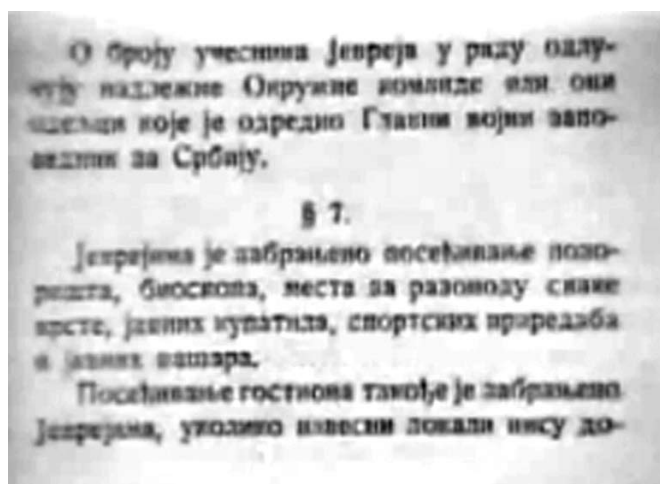 О броју учесника Јевреја у раду одлу-
чују надлежне Окружне команде или они
одељци које је одредио Главни војни запо-
ведник за Србију.
§ 7.
Јеврејима је забрањено посећивање позо-
ришта, биоскопа, места за разоноду сваке
врсте, јавних купатила, спортских приредаба
и јавних вашара.
Посећивање гостиона такође је забрањено
Јеврејима, уколико извесни локали нису до-